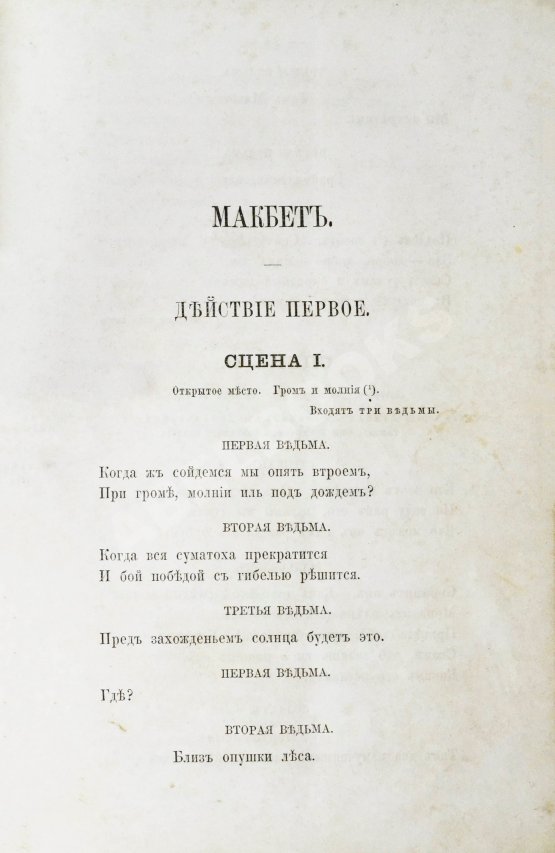 МАКБЕТЪ.
ДѢЙСТВІЕ ПЕРВОЕ.
СЦЕНА I.
Открытое мѣсто. Громъ и молнія (¹).
Входятъ ТРИ ВѢДЬМЫ.
ПЕРВАЯ ВѢДЬМА.
Когда жъ сойдемся мы опять втроемъ,
При громѣ, молніи иль подъ дождемъ?
ВТОРАЯ ВѢДЬМА.
Когда вся суматоха прекратится
И бой побѣдой съ гибелью рѣшится.
ТРЕТЬЯ ВѢДЬМА.
Предъ захожденьемъ солнца будетъ это.
ПЕРВАЯ ВѢДЬМА.
Гдѣ?
ВТОРАЯ ВѢДЬМА.
Близъ опушки лѣса.